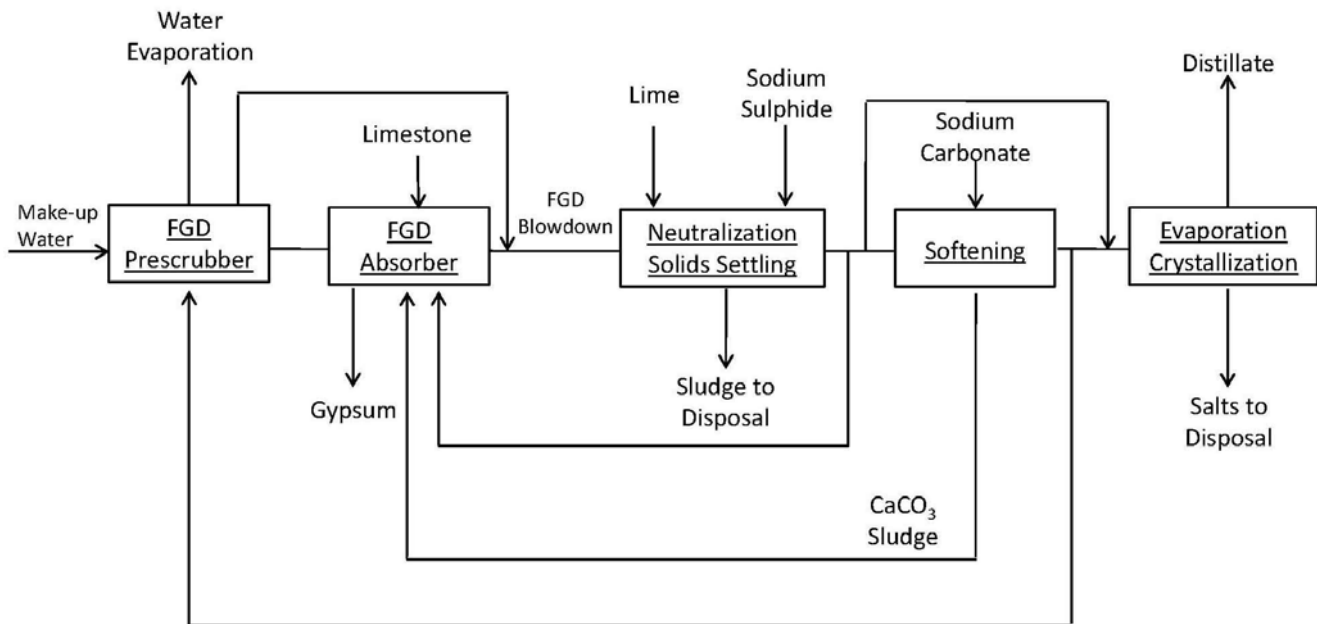 Water
Evaporation
Make-up
Water
FGD
Prescrubber
Limestone
FGD
Absorber
Gypsum
FGD
Blowdown
Lime
Sodium
Sulphide
Neutralization
Solids Settling
Sludge to
Disposal
Sodium
Carbonate
Softening
CaCO₃
Sludge
Distillate
Evaporation
Crystallization
Salts to
Disposal